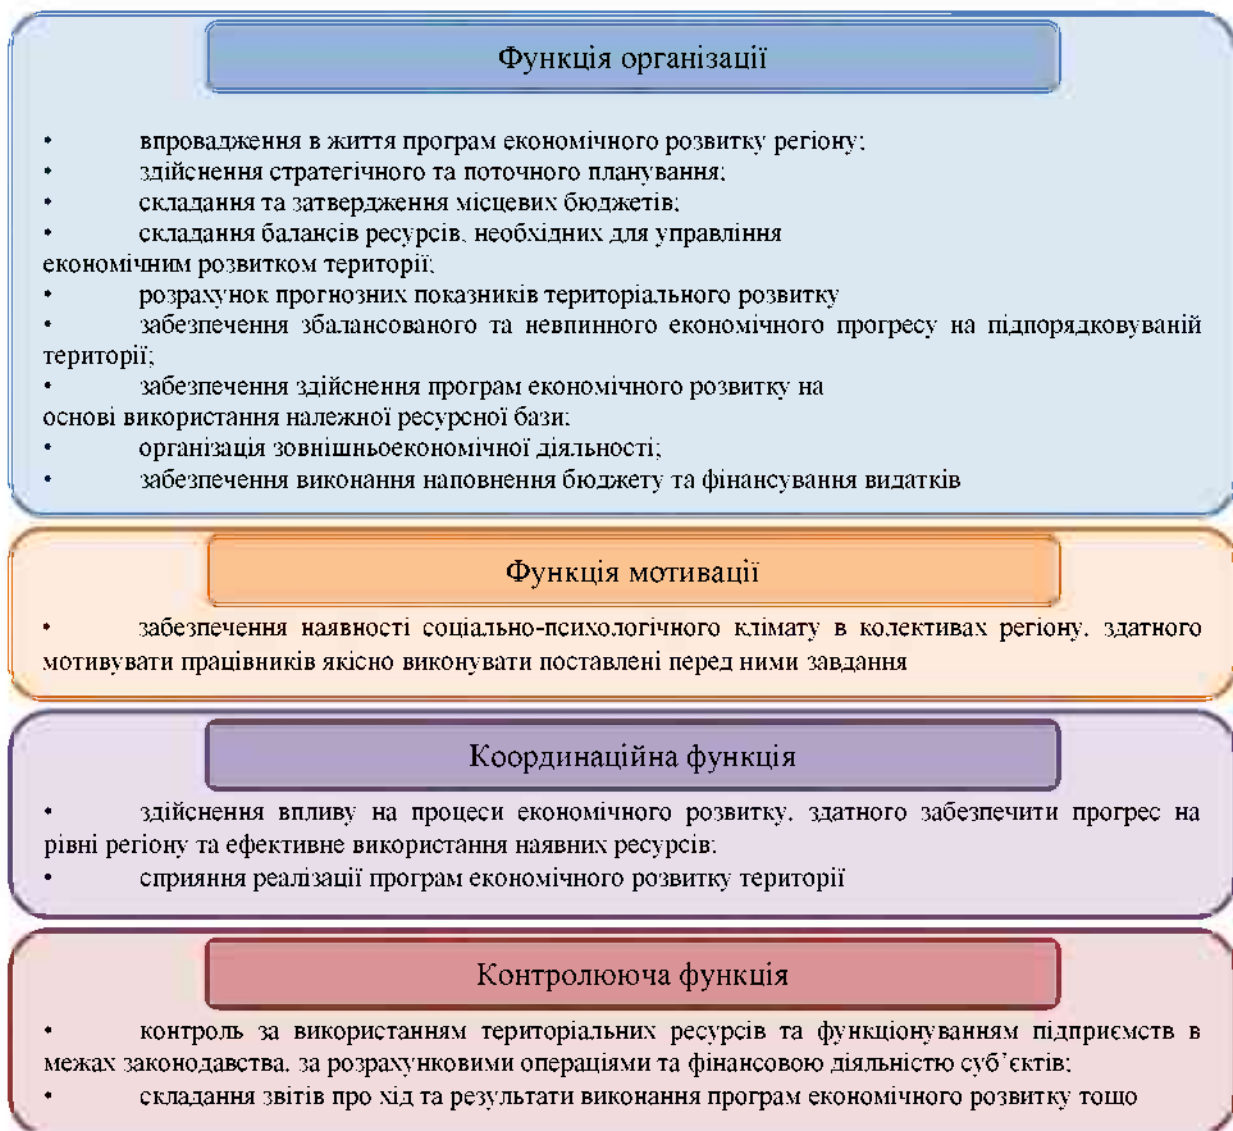 Функція організації
• впровадження в життя програм економічного розвитку регіону;
• здійснення стратегічного та поточного планування;
• складання та затвердження місцевих бюджетів;
• складання балансів ресурсів, необхідних для управління
економічним розвитком території;
• розрахунок прогнозних показників територіального розвитку
• забезпечення збалансованого та невпинного економічного прогресу на підпорядковуваній
території;
• забезпечення здійснення програм економічного розвитку на
основі використання належної ресурсної бази;
• організація зовнішньоекономічної діяльності;
• забезпечення виконання наповнення бюджету та фінансування видатків
Функція мотивації
• забезпечення наявності соціально-психологічного клімату в колективах регіону, здатного
мотивувати працівників якісно виконувати поставлені перед ними завдання
Координаційна функція
• здійснення впливу на процеси економічного розвитку, здатного забезпечити прогрес на
рівні регіону та ефективне використання наявних ресурсів;
• сприяння реалізації програм економічного розвитку території
Контролююча функція
• контроль за використанням територіальних ресурсів та функціонуванням підприємств в
межах законодавства, за розрахунковими операціями та фінансовою діяльністю суб’єктів;
• складання звітів про хід та результати виконання програм економічного розвитку тощо